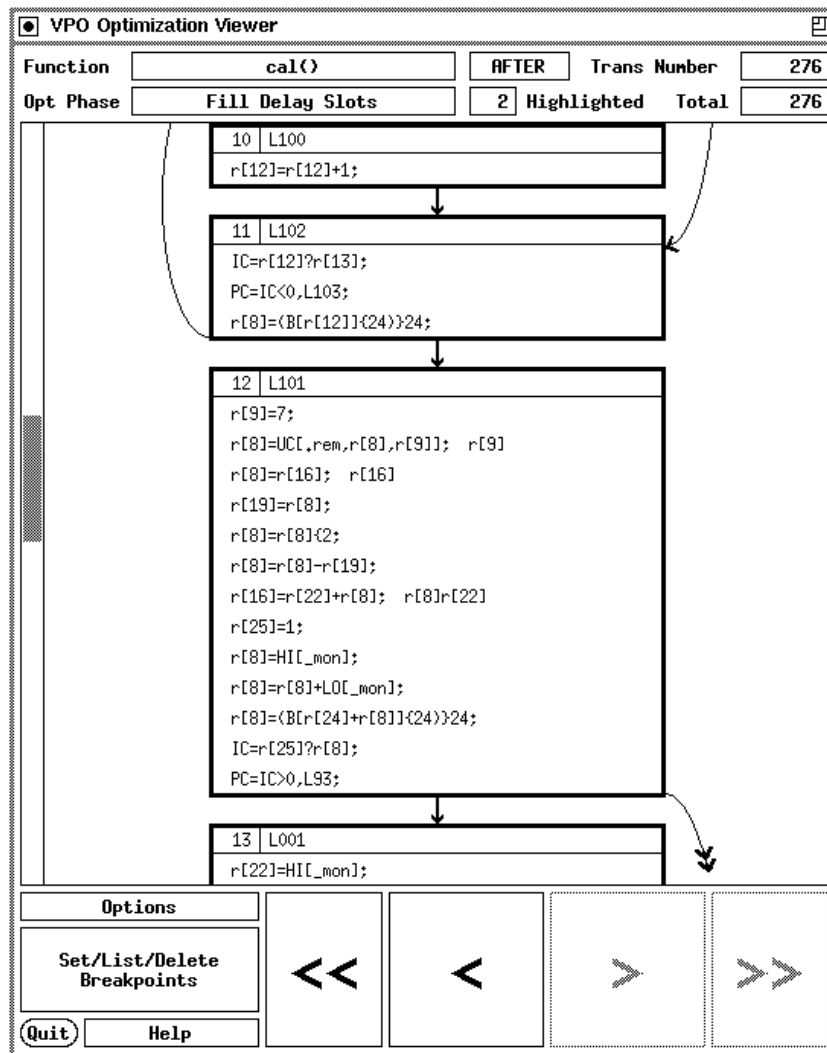 VPO Optimization Viewer
Function cal() AFTER Trans Number 276
Opt Phase Fill Delay Slots 2 Highlighted Total 276
10 L100
r[12]=r[12]+1;
11 L102
IC=r[12]?r[13];
PC=IC<0,L103;
r[8]=(B[r[12]]{24)}24;
12 L101
r[9]=7;
r[8]=UC[.rem,r[8],r[9]]; r[9]
r[8]=r[16]; r[16]
r[19]=r[8];
r[8]=r[8]{2;
r[8]=r[8]-r[19];
r[16]=r[22]+r[8]; r[8]r[22]
r[25]=1;
r[8]=HI[_mon];
r[8]=r[8]+LO[_mon];
r[8]=(B[r[24]+r[8]]{24)}24;
IC=r[25]?r[8];
PC=IC>0,L93;
13 L001
r[22]=HI[_mon];
Options
Set/List/Delete
Breakpoints
<< < > >>
Quit Help